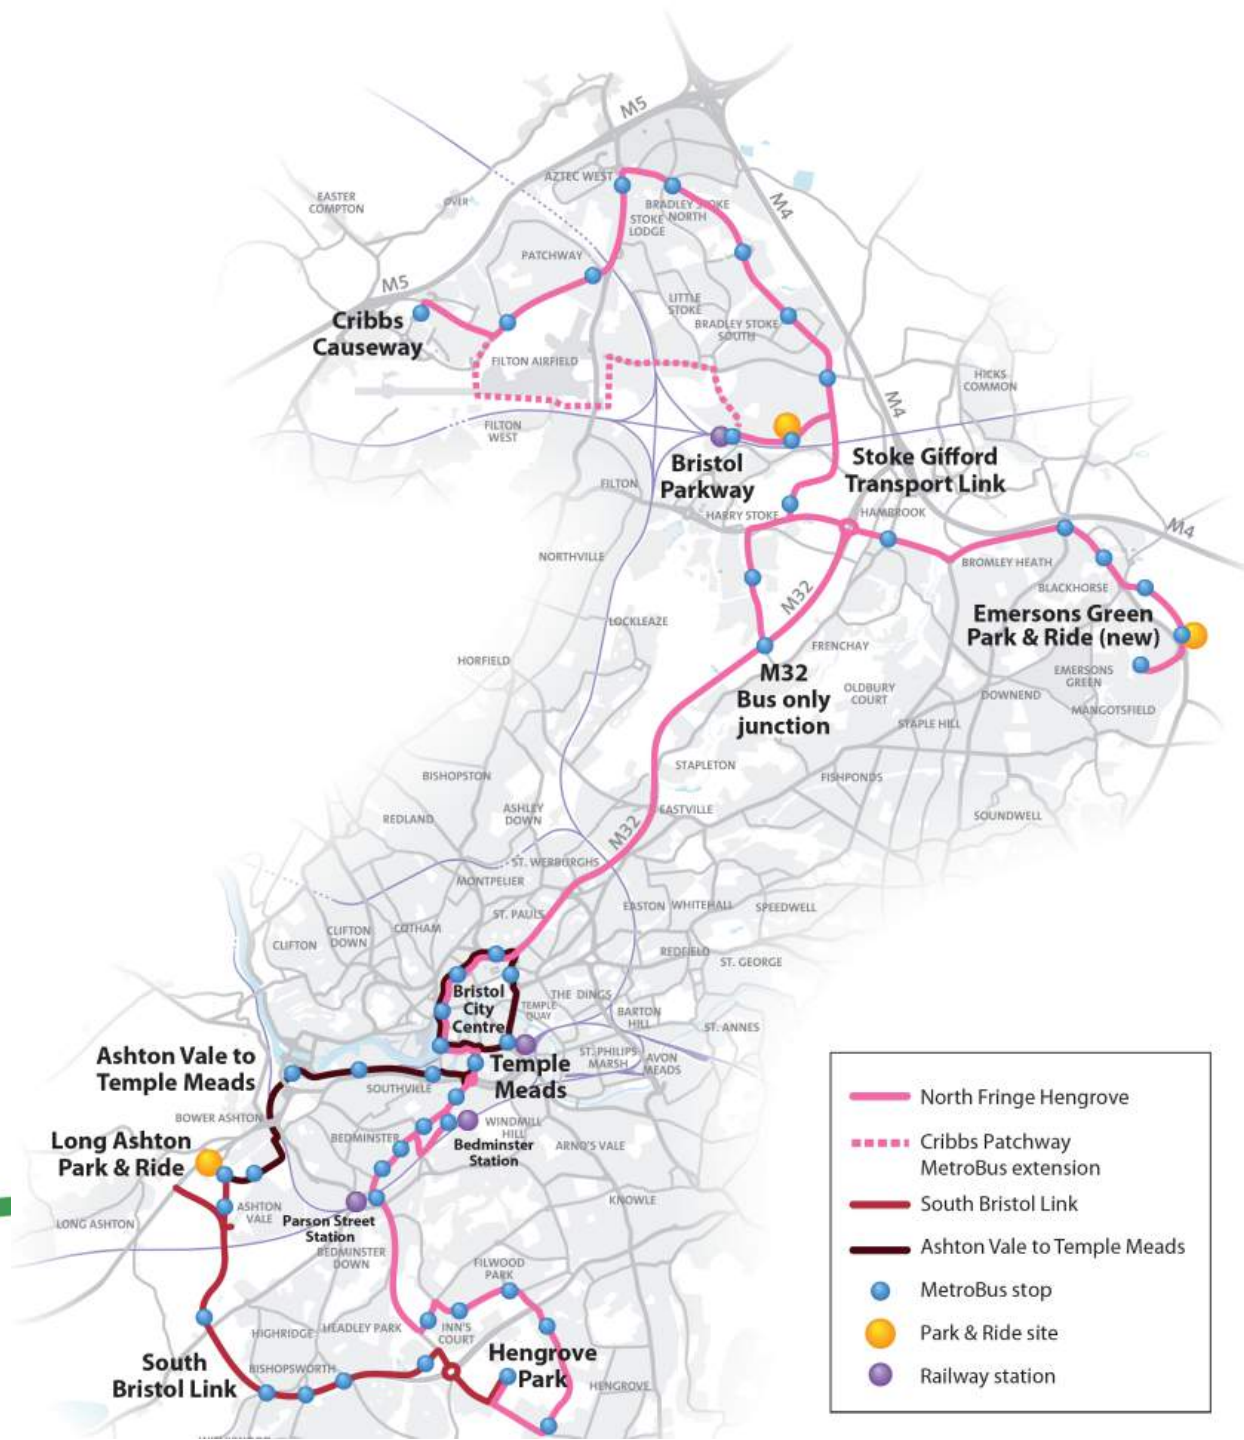 M5
AZTEC WEST
EASTER
COMPTON
OVER
BRADLEY STOKE
NORTH
STOKE
LODGE
M4
PATCHWAY
M5
LITTLE
STOKE
Cribbs
Causeway
BRADLEY STOKE
SOUTH
FILTON AIRFIELD
HICKS
COMMON
M4
FILTON
WEST
Bristol
Parkway
Stoke Gifford
Transport Link
FILTON
HARRY STOKE
HAMBROOK
M4
NORTHVILLE
BROMLEY HEATH
BLACKHORSE
M32
LOCKLEAZE
Emersons Green
Park & Ride (new)
FRENCHAY
HORFIELD
M32
Bus only
junction
EMERSONS
GREEN
OLDBURY
COURT
DOWNEND
MANGOTSFIELD
STAPLE HILL
STAPLETON
BISHOPSTON
FISHPONDS
ASHLEY
DOWN
EASTVILLE
REDLAND
SOUNDWELL
M32
ST. WERBURGHS
MONTPELIER
ST. PAULS
EASTON
WHITEHALL
SPEEDWELL
CLIFTON
CLIFTON
DOWN
COTHAM
REDFIELD
ST. GEORGE
Bristol
City
Centre
THE DINGS
TEMPLE
QUAY
BARTON
HILL
ST. ANNES
Ashton Vale to
Temple Meads
Temple
Meads
ST. PHILIPS
MARSH
AVON
MEADS
SOUTHVILLE
BOWER ASHTON
Long Ashton
Park & Ride
BEDMINSTER
WINDMILL
HILL
Bedminster
Station
ARNO'S VALE
KNOWLE
ASHTON
VALE
LONG ASHTON
Parson Street
Station
BEDMINSTER
DOWN
FILWOOD
PARK
HIGHRIDGE
HEADLEY PARK
INN'S
COURT
South
Bristol Link
BISHOPSWORTH
Hengrove
Park
HENGROVE
North Fringe Hengrove
Cribbs Patchway
MetroBus extension
South Bristol Link
Ashton Vale to Temple Meads
MetroBus stop
Park & Ride site
Railway station